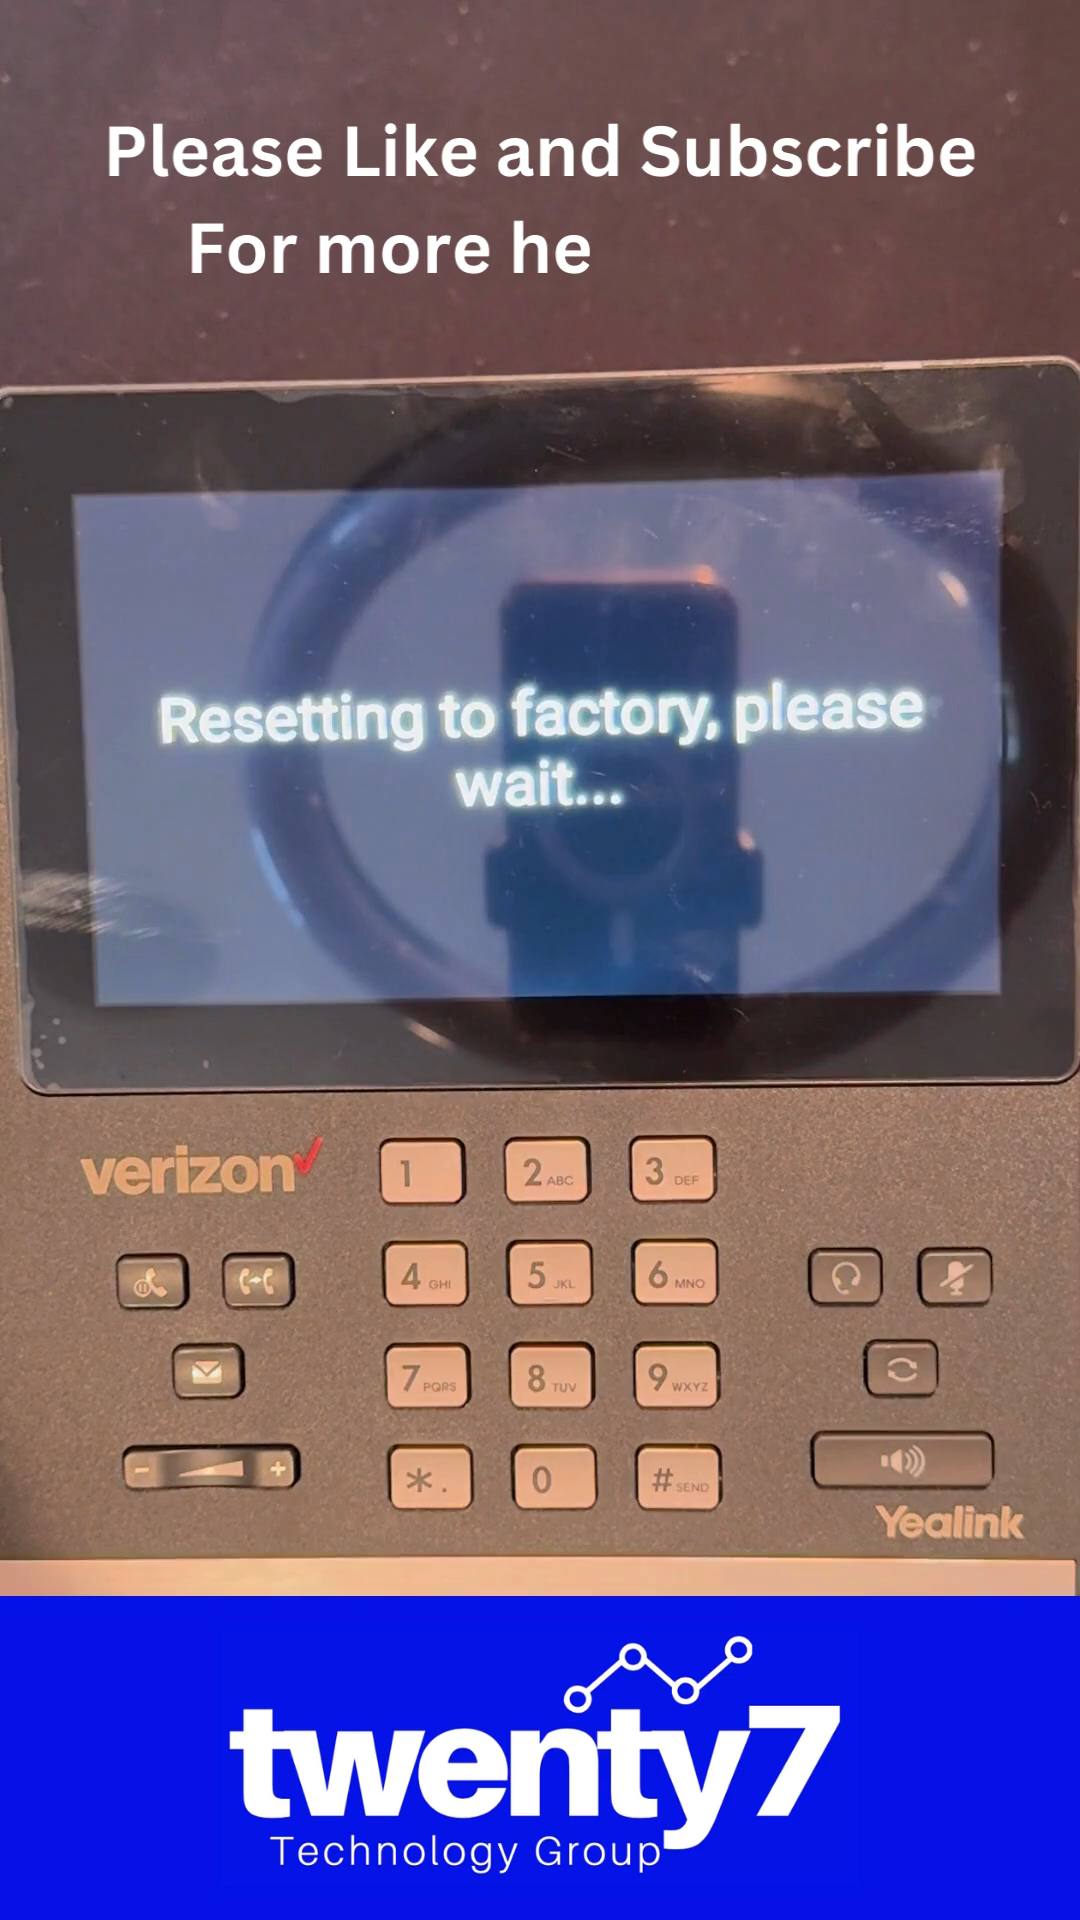 Please Like and Subscribe
For more he
Resetting to factory, please
wait...
verizon
1
2 ABC
3 DEF
4 GHI
5 JKL
6 MNO
7 PQRS
8 TUV
9 WXYZ
* .
0
# SEND
- +
Yealink
twenty7
Technology Group